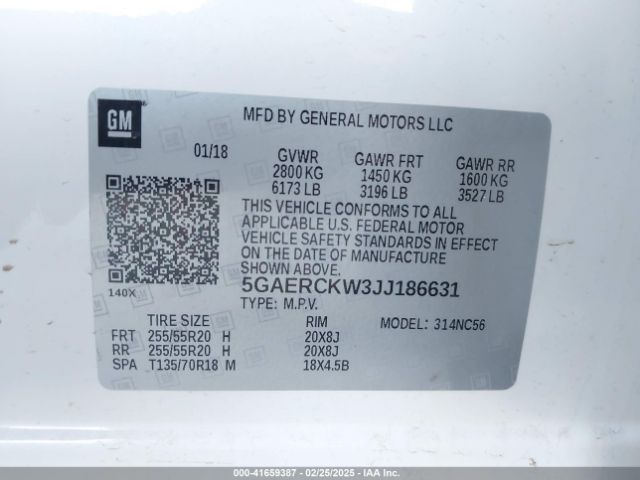 GM
MFD BY GENERAL MOTORS LLC
01/18 GVWR GAWR FRT GAWR RR
2800 KG 1450 KG 1600 KG
6173 LB 3196 LB 3527 LB
THIS VEHICLE CONFORMS TO ALL
APPLICABLE U.S. FEDERAL MOTOR
VEHICLE SAFETY STANDARDS IN EFFECT
ON THE DATE OF MANUFACTURE
SHOWN ABOVE.
140X
5GAERCKW3JJ186631
TYPE: M.P.V.
TIRE SIZE RIM MODEL: 314NC56
FRT 255/55R20 H 20X8J
RR 255/55R20 H 20X8J
SPA T135/70R18 M 18X4.5B
000-41659387 - 02/25/2025 - IAAI Corp.